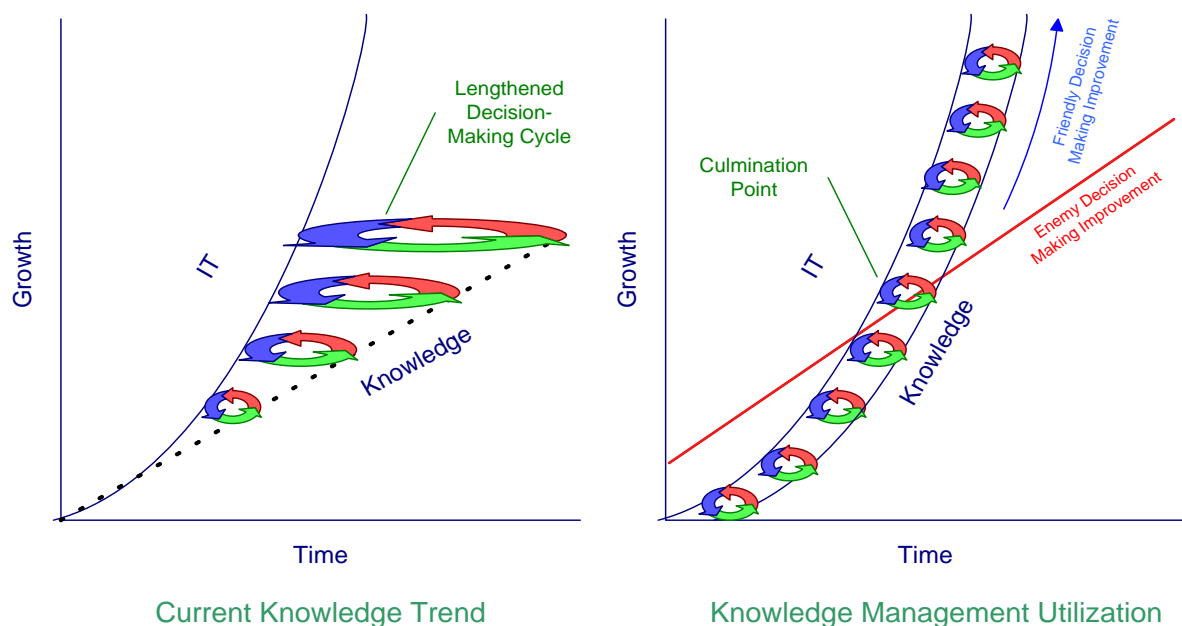 Lengthened
Decision-
Making Cycle
Growth
IT
Knowledge
Time
Current Knowledge Trend
Friendly Decision
Making Improvement
Culmination
Point
Enemy Decision
Making Improvement
Growth
IT
Knowledge
Time
Knowledge Management Utilization